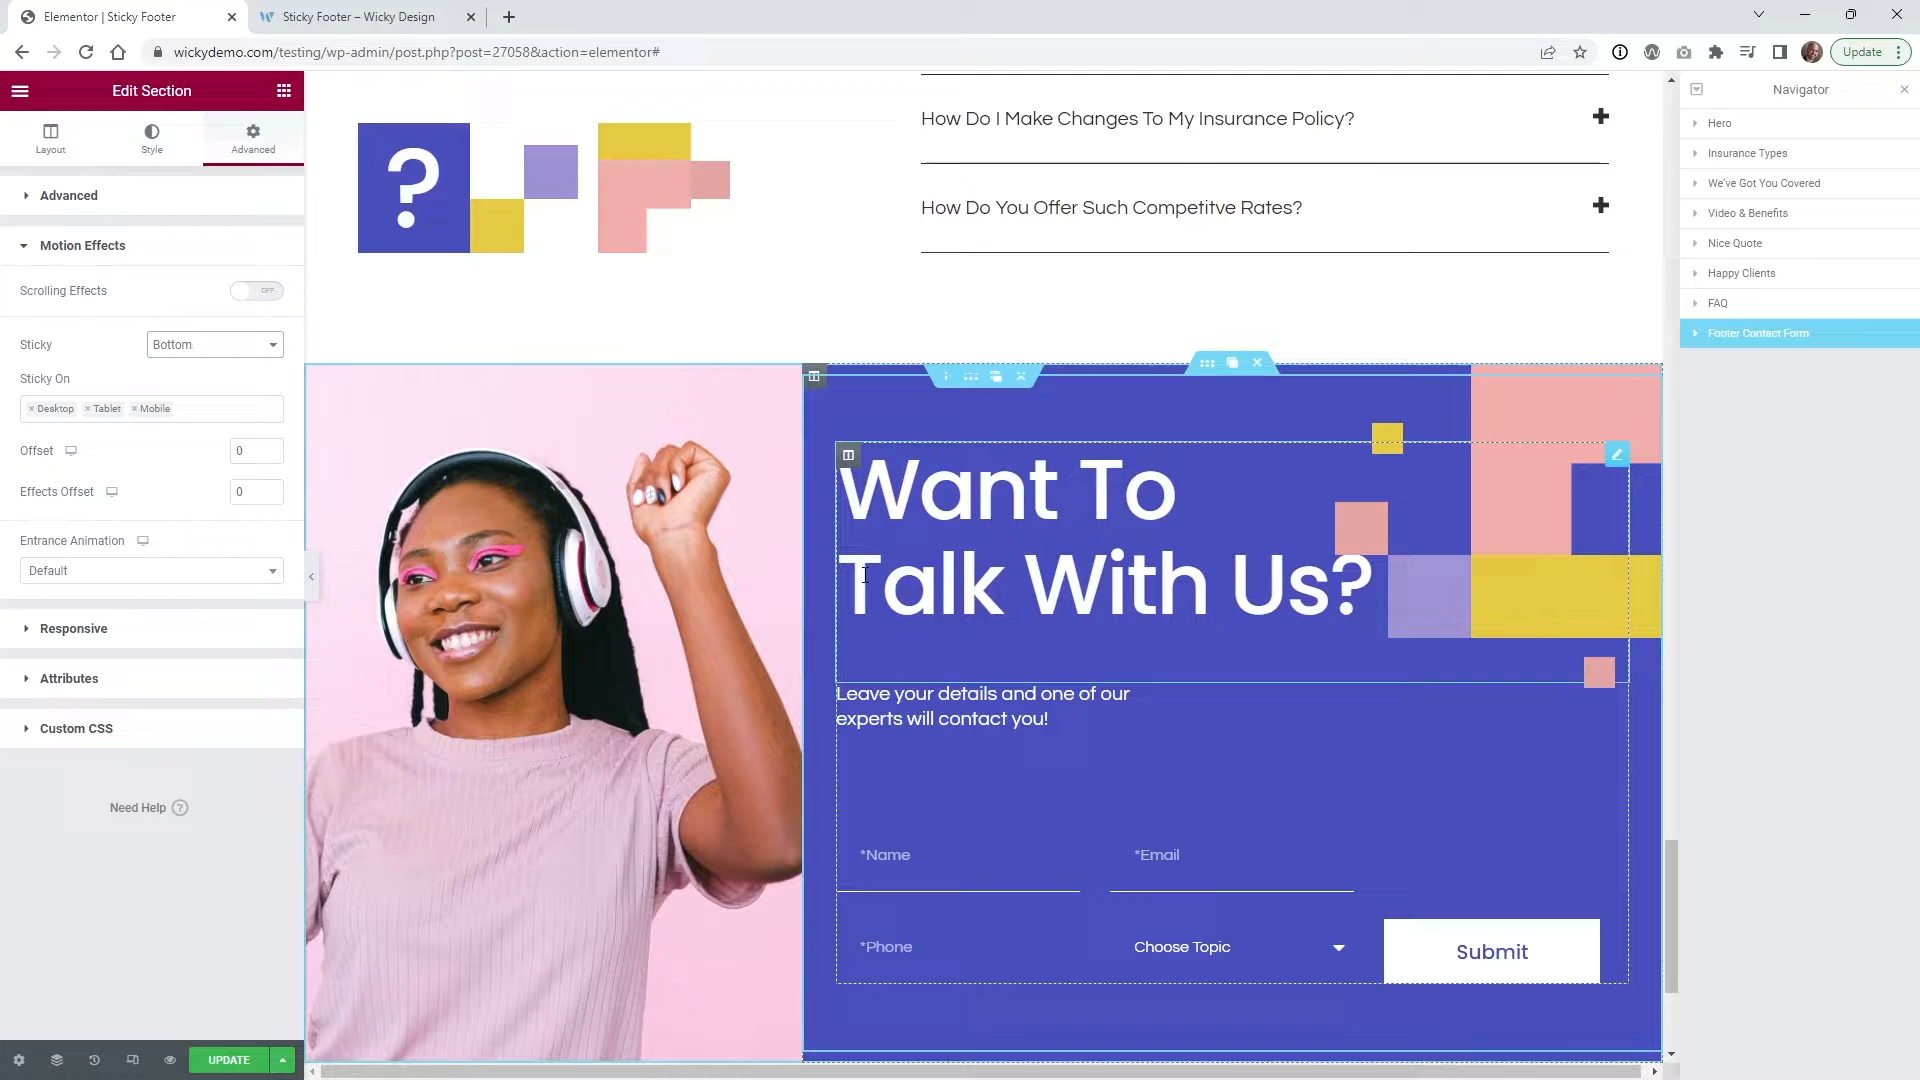 Elementor | Sticky Footer
Sticky Footer – Wicky Design
wickydemo.com/testing/wp-admin/post.php?post=27058&action=elementor#
Update
Edit Section
Layout
Style
Advanced
Advanced
Motion Effects
Scrolling Effects
OFF
Sticky
Bottom
Sticky On
× Desktop × Tablet × Mobile
Offset
0
Effects Offset
0
Entrance Animation
Default
Responsive
Attributes
Custom CSS
Need Help ?
UPDATE
?
How Do I Make Changes To My Insurance Policy?
How Do You Offer Such Competitve Rates?
Want To
Talk With Us?
Leave your details and one of our
experts will contact you!
*Name
*Email
*Phone
Choose Topic
Submit
Navigator
Hero
Insurance Types
We've Got You Covered
Video & Benefits
Nice Quote
Happy Clients
FAQ
Footer Contact Form